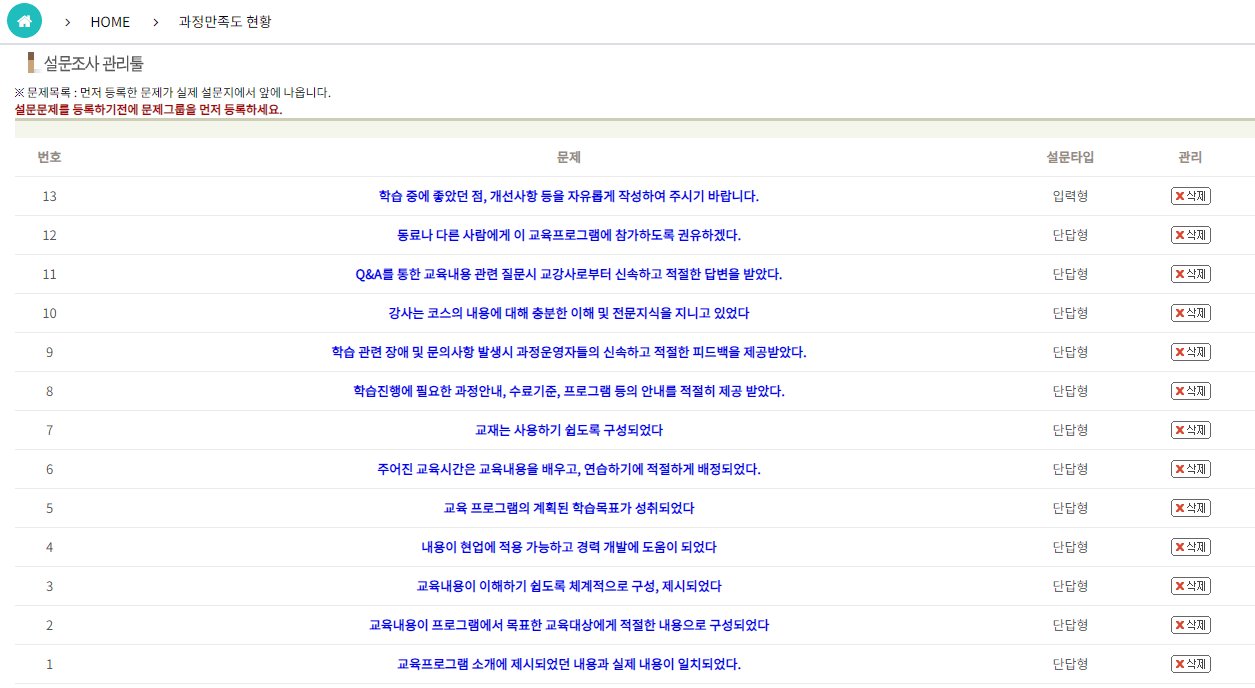 › HOME › 과정만족도 현황
설문조사 관리툴
※ 문제목록 : 먼저 등록한 문제가 실제 설문지에서 앞에 나옵니다.
설문문제를 등록하기전에 문제그룹을 먼저 등록하세요.
번호 문제 설문타입 관리
13 학습 중에 좋았던 점, 개선사항 등을 자유롭게 작성하여 주시기 바랍니다. 입력형 삭제
12 동료나 다른 사람에게 이 교육프로그램에 참가하도록 권유하겠다. 단답형 삭제
11 Q&A를 통한 교육내용 관련 질문시 교강사로부터 신속하고 적절한 답변을 받았다. 단답형 삭제
10 강사는 코스의 내용에 대해 충분한 이해 및 전문지식을 지니고 있었다 단답형 삭제
9 학습 관련 장애 및 문의사항 발생시 과정운영자들의 신속하고 적절한 피드백을 제공받았다. 단답형 삭제
8 학습진행에 필요한 과정안내, 수료기준, 프로그램 등의 안내를 적절히 제공 받았다. 단답형 삭제
7 교재는 사용하기 쉽도록 구성되었다 단답형 삭제
6 주어진 교육시간은 교육내용을 배우고, 연습하기에 적절하게 배정되었다. 단답형 삭제
5 교육 프로그램의 계획된 학습목표가 성취되었다 단답형 삭제
4 내용이 현업에 적용 가능하고 경력 개발에 도움이 되었다 단답형 삭제
3 교육내용이 이해하기 쉽도록 체계적으로 구성, 제시되었다 단답형 삭제
2 교육내용이 프로그램에서 목표한 교육대상에게 적절한 내용으로 구성되었다 단답형 삭제
1 교육프로그램 소개에 제시되었던 내용과 실제 내용이 일치되었다. 단답형 삭제